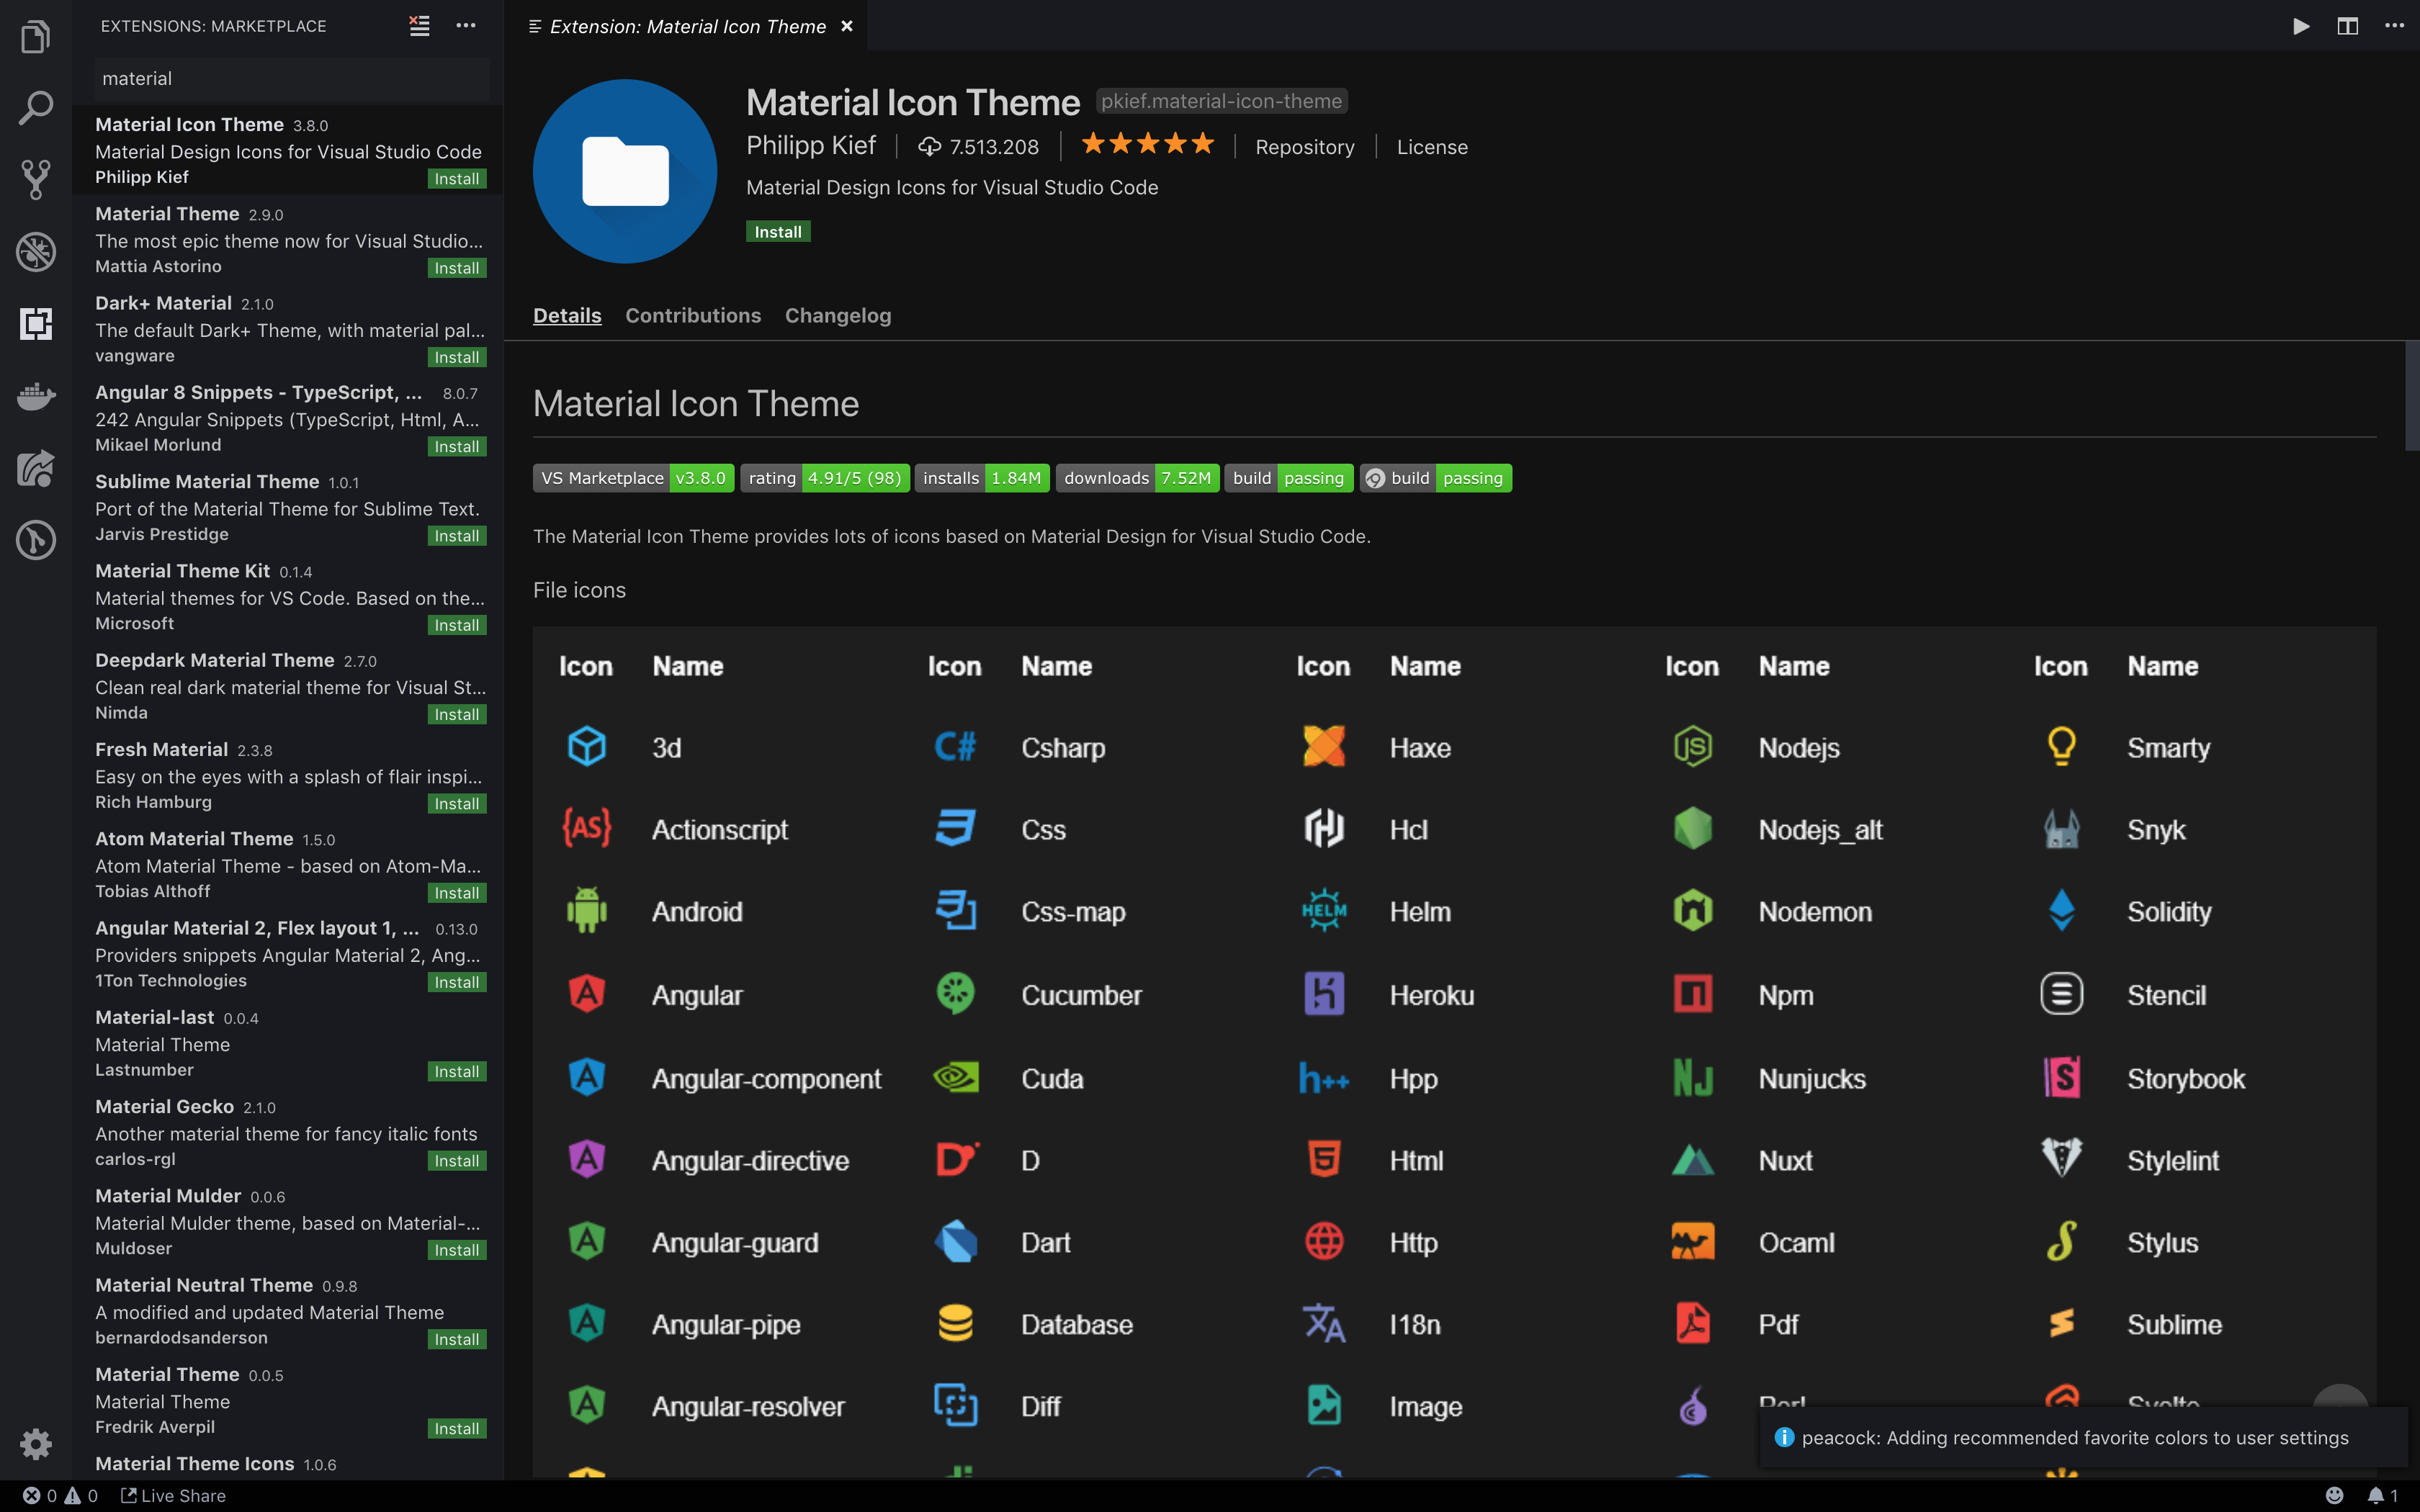 EXTENSIONS: MARKETPLACE
material
Material Icon Theme 3.8.0
Material Design Icons for Visual Studio Code
Philipp Kief Install
Material Theme 2.9.0
The most epic theme now for Visual Studio...
Mattia Astorino Install
Dark+ Material 2.1.0
The default Dark+ Theme, with material pal...
vangware Install
Angular 8 Snippets - TypeScript, ... 8.0.7
242 Angular Snippets (TypeScript, Html, A...
Mikael Morlund Install
Sublime Material Theme 1.0.1
Port of the Material Theme for Sublime Text.
Jarvis Prestidge Install
Material Theme Kit 0.1.4
Material themes for VS Code. Based on the...
Microsoft Install
Deepdark Material Theme 2.7.0
Clean real dark material theme for Visual St...
Nimda Install
Fresh Material 2.3.8
Easy on the eyes with a splash of flair inspi...
Rich Hamburg Install
Atom Material Theme 1.5.0
Atom Material Theme - based on Atom-Ma...
Tobias Althoff Install
Angular Material 2, Flex layout 1, ... 0.13.0
Providers snippets Angular Material 2, Ang...
1Ton Technologies Install
Material-last 0.0.4
Material Theme
Lastnumber Install
Material Gecko 2.1.0
Another material theme for fancy italic fonts
carlos-rgl Install
Material Mulder 0.0.6
Material Mulder theme, based on Material-...
Muldoser Install
Material Neutral Theme 0.9.8
A modified and updated Material Theme
bernardodsanderson Install
Material Theme 0.0.5
Material Theme
Fredrik Averpil Install
Material Theme Icons 1.0.6
Extension: Material Icon Theme
Material Icon Theme pkief.material-icon-theme
Philipp Kief 7.513.208 Repository License
Material Design Icons for Visual Studio Code
Install
Details Contributions Changelog
Material Icon Theme
VS Marketplace v3.8.0 rating 4.91/5 (98) installs 1.84M downloads 7.52M build passing build passing
The Material Icon Theme provides lots of icons based on Material Design for Visual Studio Code.
File icons
Icon Name Icon Name Icon Name Icon Name Icon Name
3d C# Csharp Haxe JS Nodejs Smarty
{AS} Actionscript Css Hcl Nodejs_alt Snyk
Android Css-map HELM Helm Nodemon Solidity
A Angular Cucumber Heroku Npm Stencil
A Angular-component Cuda h++ Hpp NJ Nunjucks S Storybook
A Angular-directive D D 5 Html Nuxt Stylelint
A Angular-guard Dart Http Ocaml Stylus
A Angular-pipe Database I18n Pdf Sublime
A Angular-resolver Diff Image Perl Svelte
peacock: Adding recommended favorite colors to user settings
0 0 Live Share 1